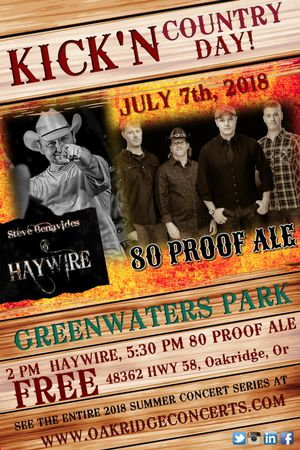 KICK'N COUNTRY DAY!
JULY 7th, 2018
Steve Benavides
&
HAYWIRE
80 PROOF ALE
GREENWATERS PARK
2 PM HAYWIRE, 5:30 PM 80 PROOF ALE
FREE 48362 HWY 58, Oakridge, Or
SEE THE ENTIRE 2018 SUMMER CONCERT SERIES AT
WWW.OAKRIDGECONCERTS.COM